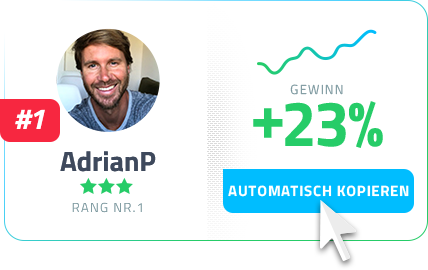 #1
AdrianP
RANG NR.1
GEWINN
+23%
AUTOMATISCH KOPIEREN